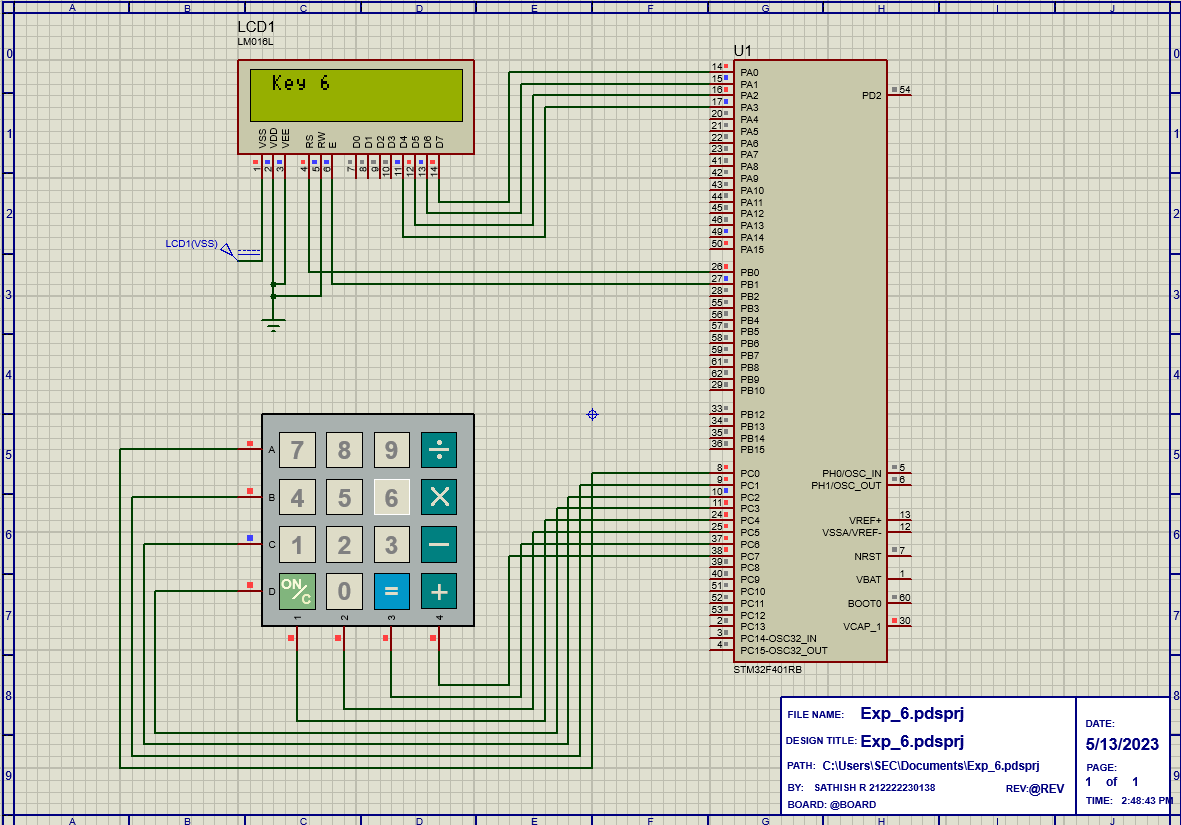 A B C D E F G H I J
LCD1
LM016L
Key 6
VSS VDD VEE RS RW E D0 D1 D2 D3 D4 D5 D6 D7
1 2 3 4 5 6 7 8 9 10 11 12 13 14
LCD1(VSS)
U1
14 PA0
15 PA1
16 PA2
17 PA3
20 PA4
21 PA5
22 PA6
23 PA7
41 PA8
42 PA9
43 PA10
44 PA11
45 PA12
46 PA13
49 PA14
50 PA15
26 PB0
27 PB1
28 PB2
55 PB3
56 PB4
57 PB5
58 PB6
59 PB7
61 PB8
62 PB9
29 PB10
33 PB12
34 PB13
35 PB14
36 PB15
8 PC0
9 PC1
10 PC2
11 PC3
24 PC4
25 PC5
37 PC6
38 PC7
39 PC8
40 PC9
51 PC10
52 PC11
53 PC12
2 PC13
3 PC14-OSC32_IN
4 PC15-OSC32_OUT
PD2 54
PH0/OSC_IN 5
PH1/OSC_OUT 6
VREF+ 13
VSSA/VREF- 12
NRST 7
VBAT 1
BOOT0 60
VCAP_1 30
STM32F401RB
A 7 8 9 ÷
B 4 5 6 ×
C 1 2 3 −
D ON/C 0 = +
1 2 3 4
FILE NAME: Exp_6.pdsprj
DESIGN TITLE: Exp_6.pdsprj
PATH: C:\Users\SEC\Documents\Exp_6.pdsprj
BY: SATHISH R 212222230138 REV:@REV
BOARD: @BOARD
DATE:
5/13/2023
PAGE:
1 of 1
TIME: 2:48:43 PM
0 1 2 3 4 5 6 7 8 9
0 1 2 3 4 5 6 7 8 9
A B C D E F G H I J